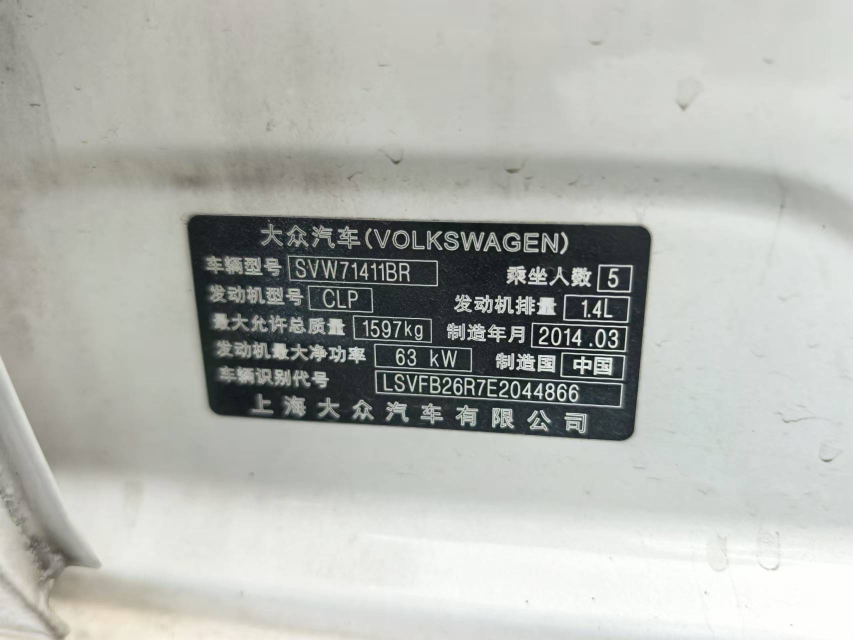 大众汽车(VOLKSWAGEN)
车辆型号 SVW71411BR 乘坐人数 5
发动机型号 CLP 发动机排量 1.4L
最大允许总质量 1597kg 制造年月 2014.03
发动机最大净功率 63 kW 制造国 中国
车辆识别代号 LSVFB26R7E2044866
上海大众汽车有限公司